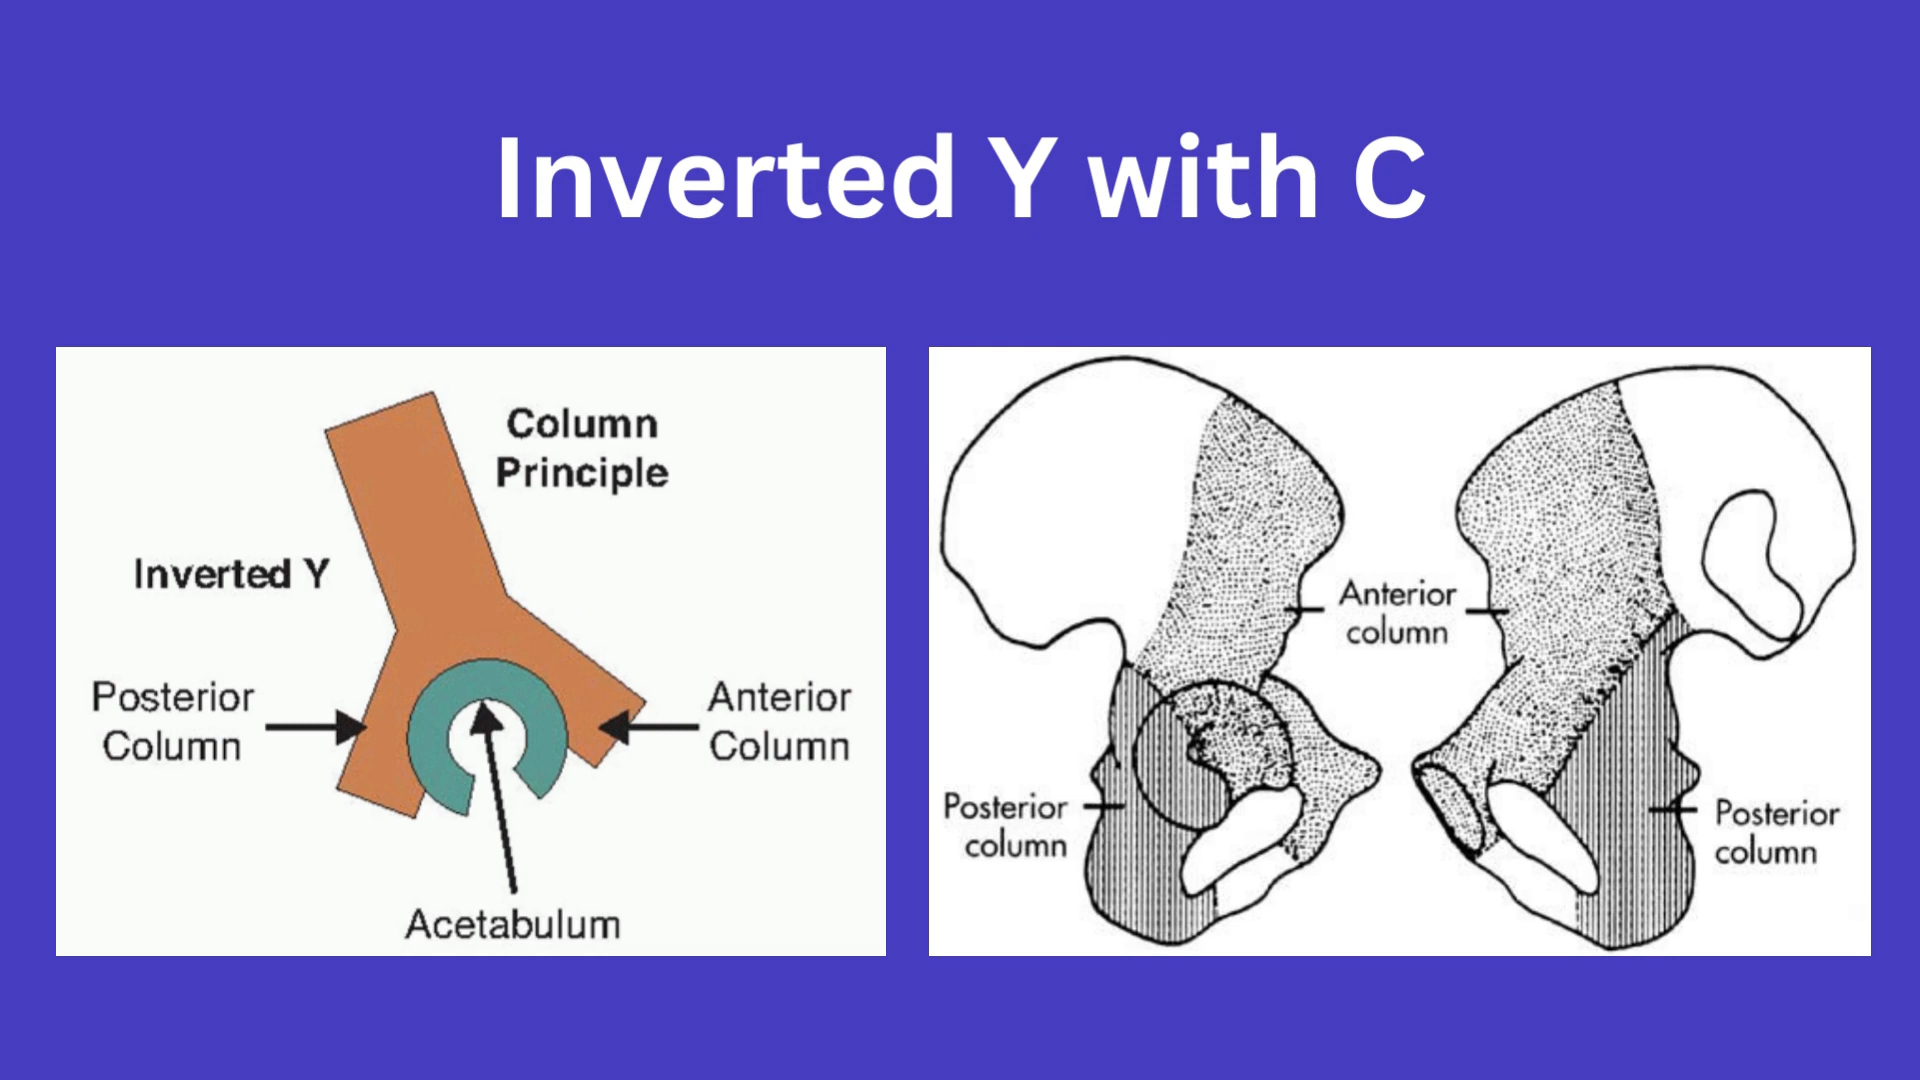 Inverted Y with C
Column
Principle
Inverted Y
Posterior
Column
Anterior
Column
Acetabulum
Anterior
column
Posterior
column
Posterior
column